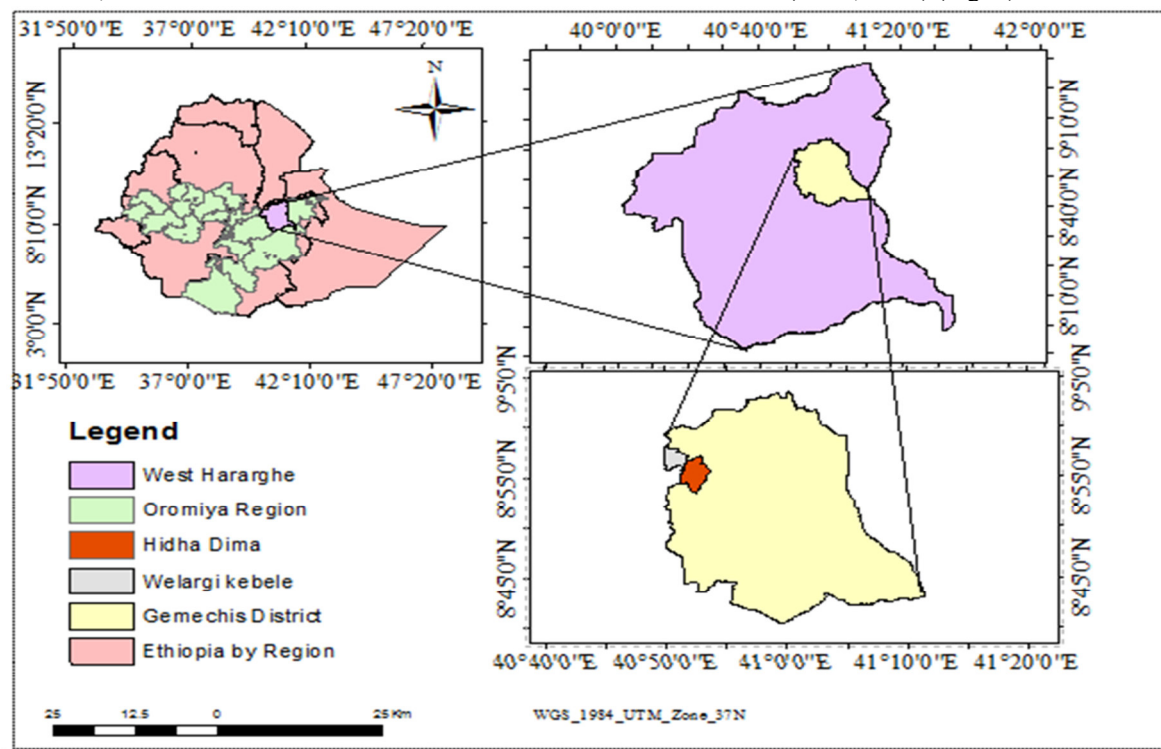 31°50'0"E 37°0'0"E 42°10'0"E 47°20'0"E
40°0'0"E 40°40'0"E 41°20'0"E 42°0'0"E
N
13°20'0"N
8°10'0"N
3°0'0"N
9°10'0"N
8°40'0"N
8°10'0"N
31°50'0"E 37°0'0"E 42°10'0"E 47°20'0"E
9°5'0"N
8°55'0"N
8°45'0"N
9°5'0"N
8°55'0"N
8°45'0"N
40°40'0"E 40°50'0"E 41°0'0"E 41°10'0"E 41°20'0"E
Legend
West Hararghe
Oromiya Region
Hidha Dima
Welargi kebele
Gemechis District
Ethiopia by Region
25 12.5 0 25 Km
WGS_1984_UTM_Zone_37N